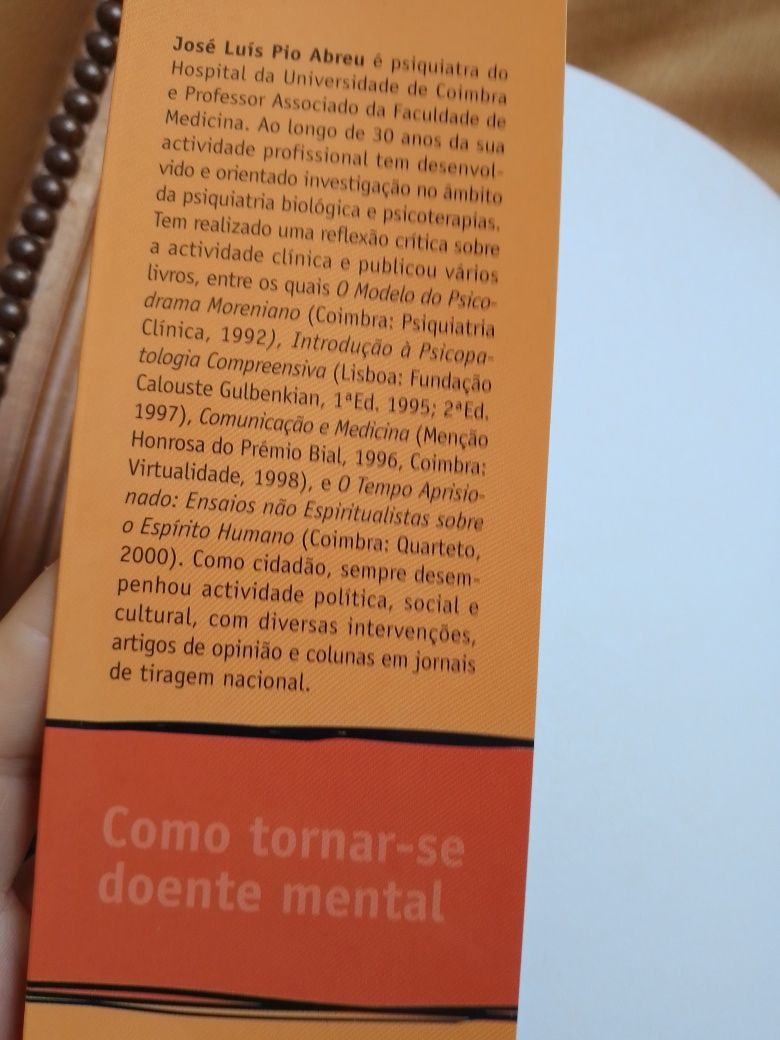 José Luís Pio Abreu é psiquiatra do
Hospital da Universidade de Coimbra
e Professor Associado da Faculdade de
Medicina. Ao longo de 30 anos da sua
actividade profissional tem desenvol-
vido e orientado investigação no âmbito
da psiquiatria biológica e psicoterapias.
Tem realizado uma reflexão crítica sobre
a actividade clínica e publicou vários
livros, entre os quais O Modelo do Psico-
drama Moreniano (Coimbra: Psiquiatria
Clínica, 1992), Introdução à Psicopa-
tologia Compreensiva (Lisboa: Fundação
Calouste Gulbenkian, 1ªEd. 1995; 2ªEd.
1997), Comunicação e Medicina (Menção
Honrosa do Prémio Bial, 1996, Coimbra:
Virtualidade, 1998), e O Tempo Aprisio-
nado: Ensaios não Espiritualistas sobre
o Espírito Humano (Coimbra: Quarteto,
2000). Como cidadão, sempre desem-
penhou actividade política, social e
cultural, com diversas intervenções,
artigos de opinião e colunas em jornais
de tiragem nacional.
Como tornar-se
doente mental